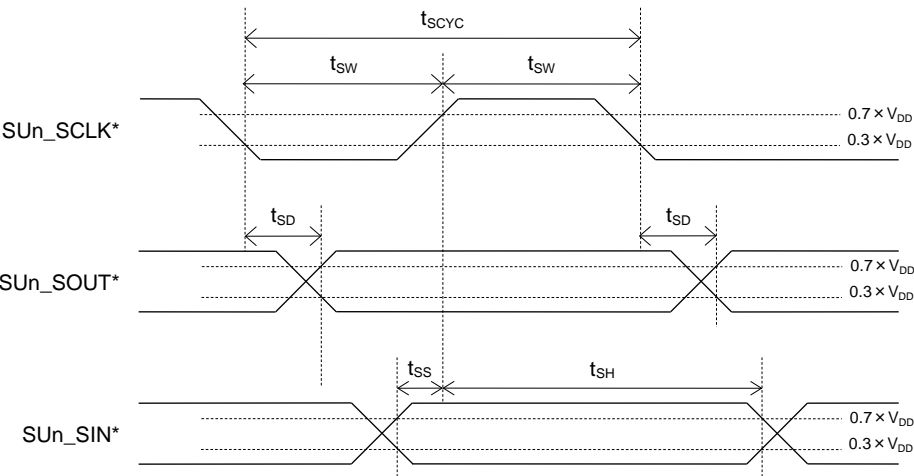 tSCYC
tSW tSW
SUn_SCLK*
0.7 × VDD
0.3 × VDD
tSD tSD
SUn_SOUT*
0.7 × VDD
0.3 × VDD
tSS tSH
SUn_SIN*
0.7 × VDD
0.3 × VDD